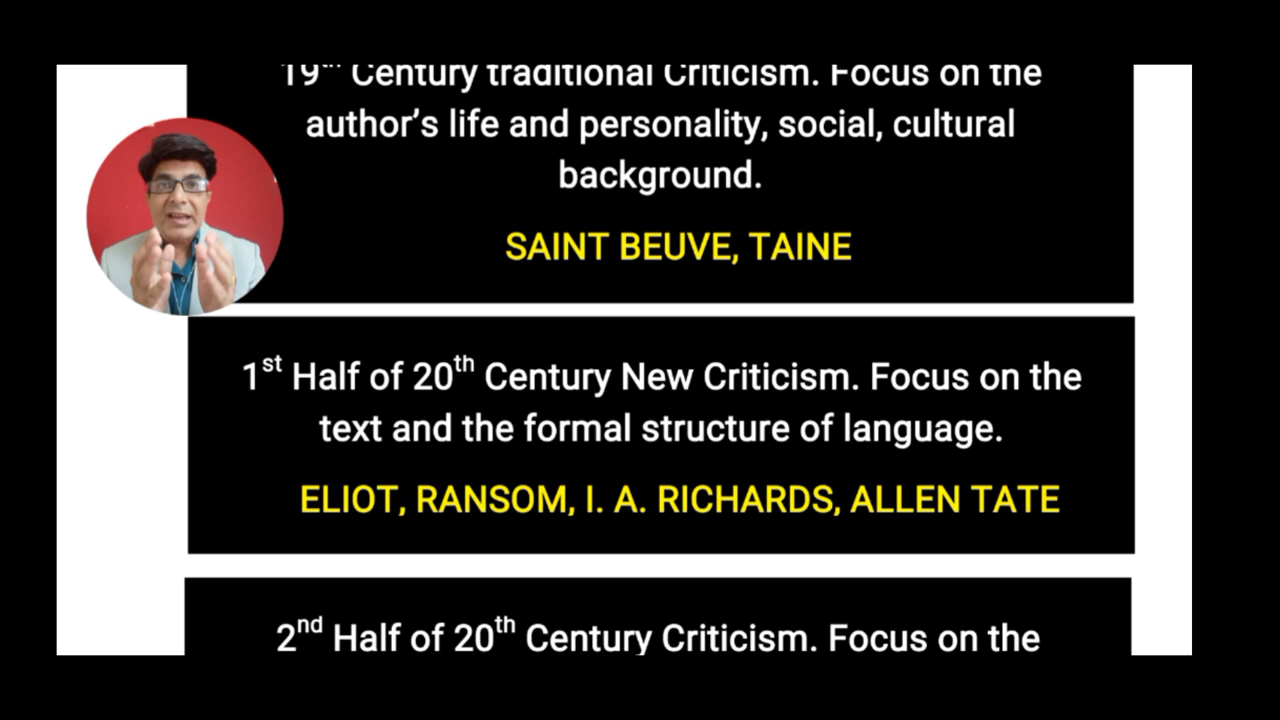 19th Century traditional Criticism. Focus on the
author's life and personality, social, cultural
background.
SAINT BEUVE, TAINE
1st Half of 20th Century New Criticism. Focus on the
text and the formal structure of language.
ELIOT, RANSOM, I. A. RICHARDS, ALLEN TATE
2nd Half of 20th Century Criticism. Focus on the